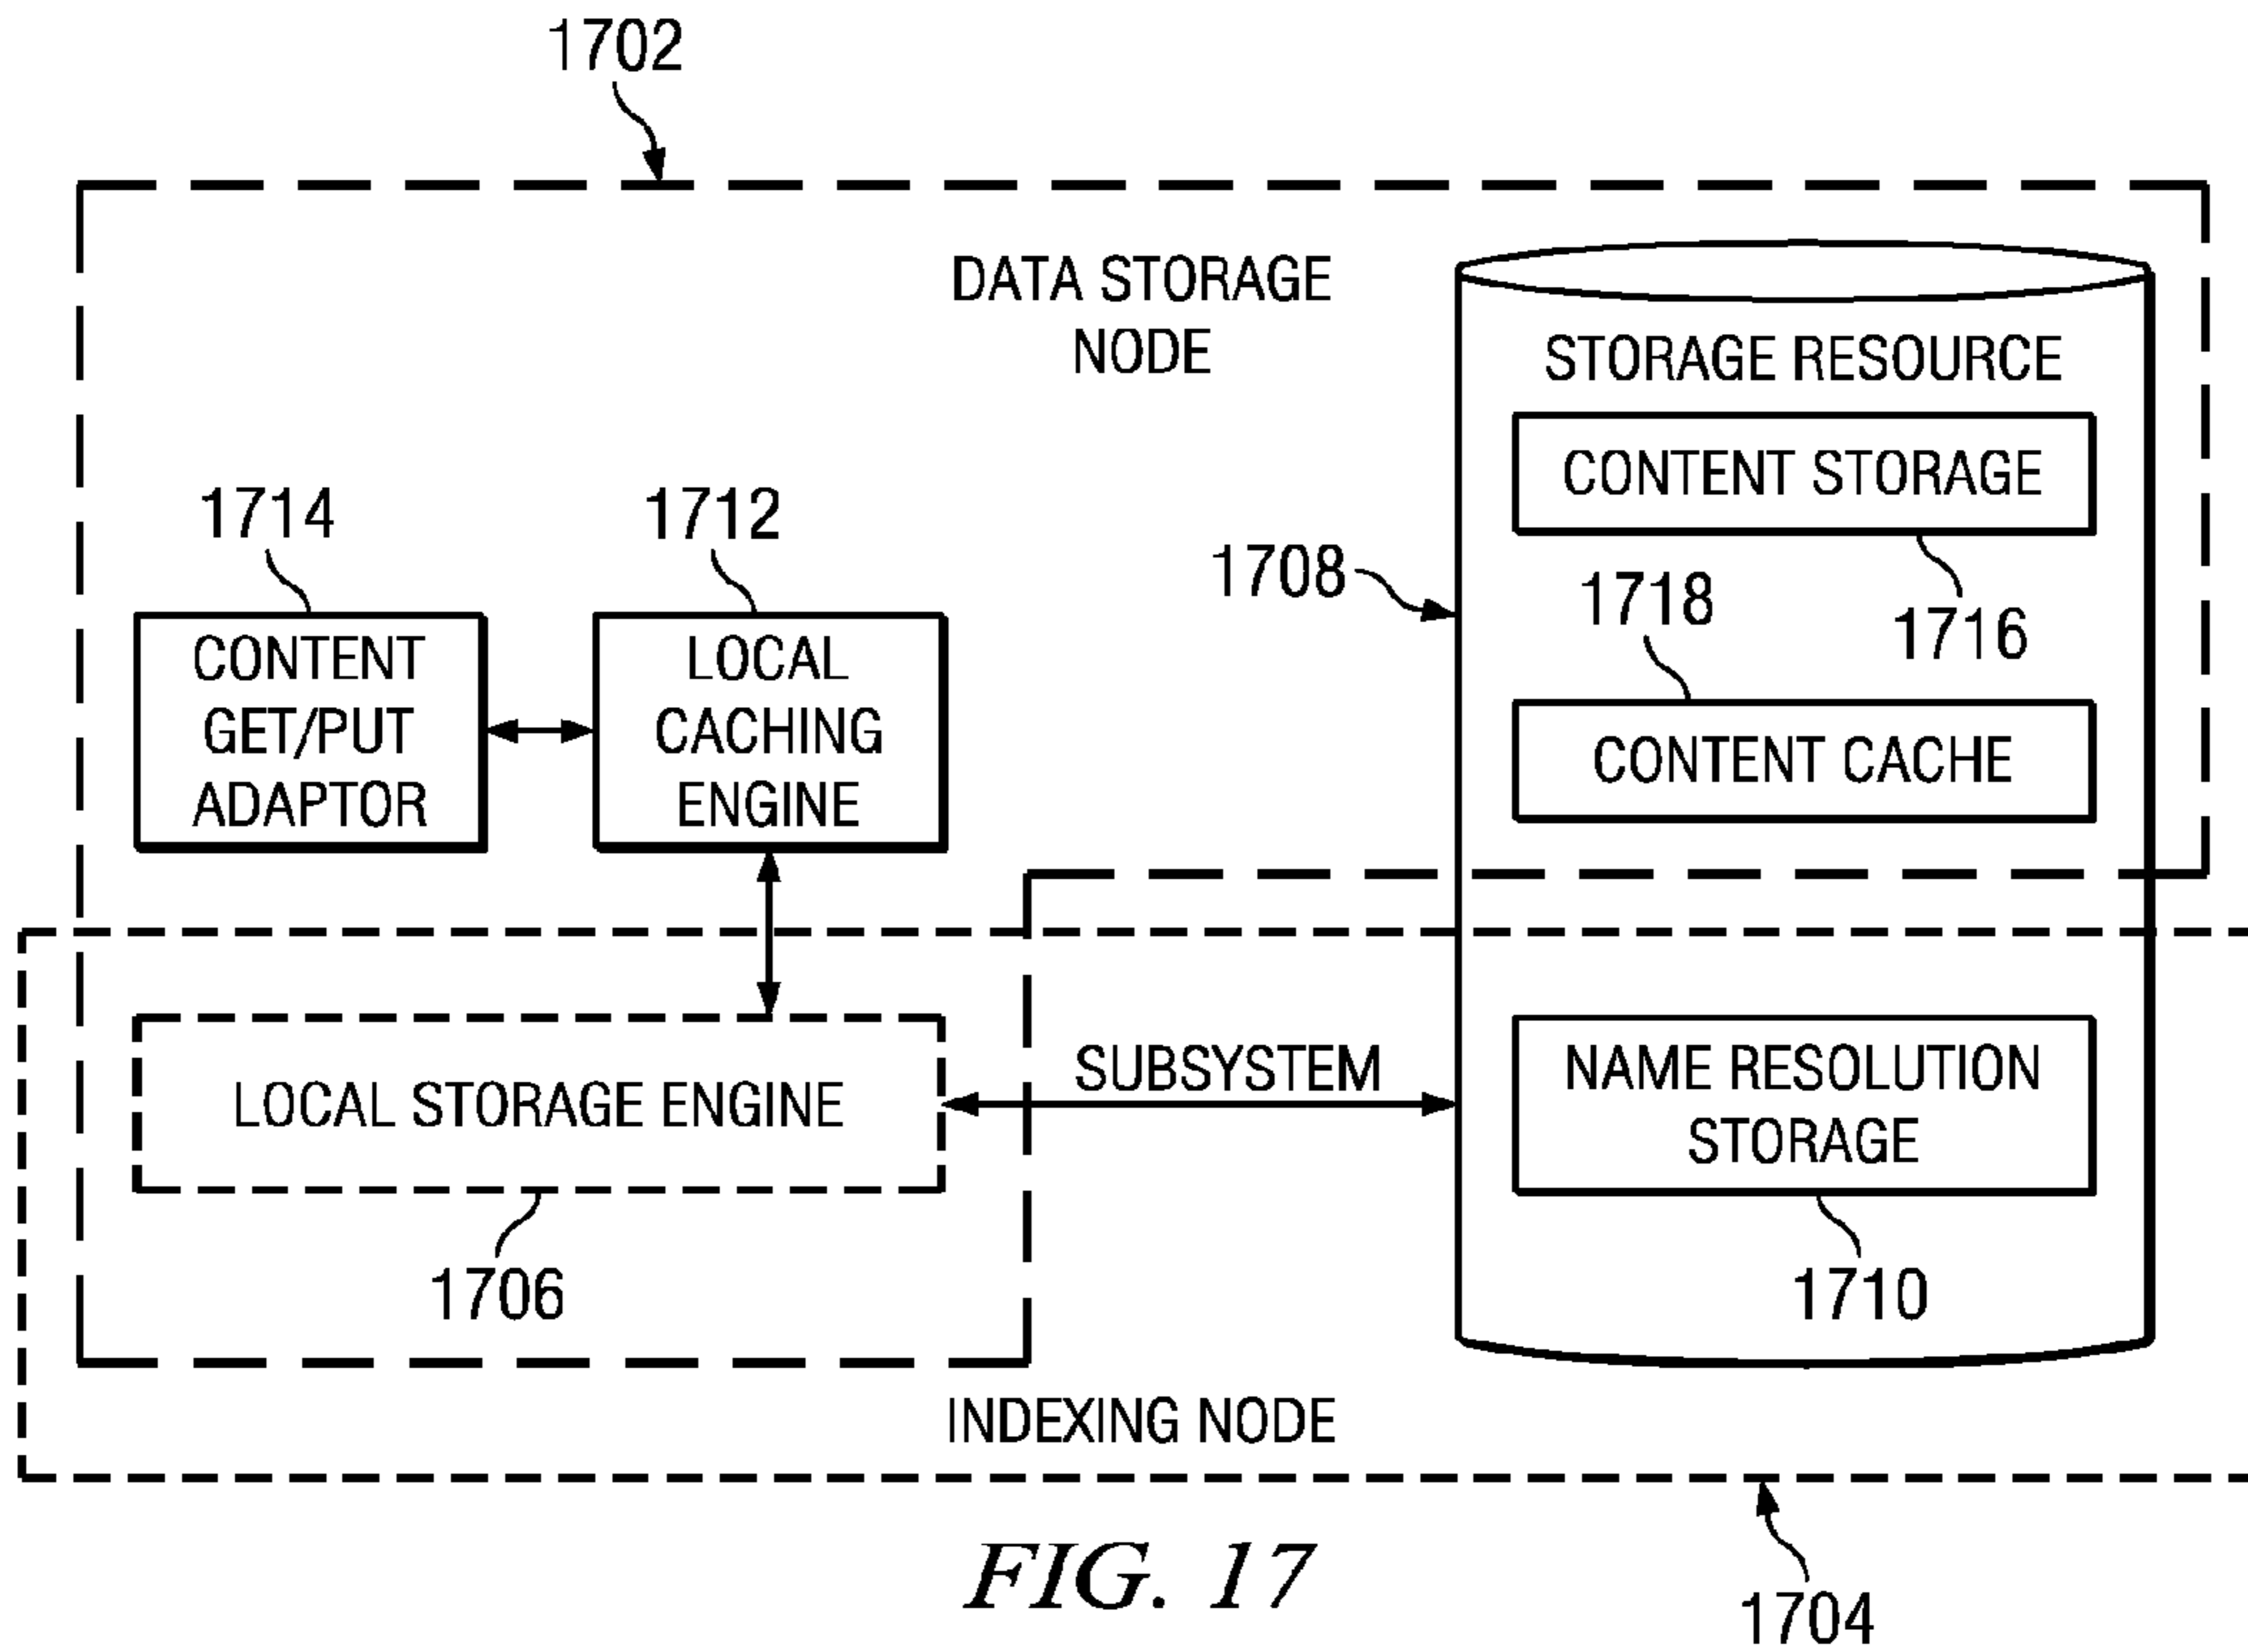 1702
DATA STORAGE
NODE
STORAGE RESOURCE
CONTENT STORAGE
1714
1712
1708
1718
1716
CONTENT
GET/PUT
ADAPTOR
LOCAL
CACHING
ENGINE
CONTENT CACHE
SUBSYSTEM
LOCAL STORAGE ENGINE
NAME RESOLUTION
STORAGE
1706
1710
INDEXING NODE
FIG. 17
1704